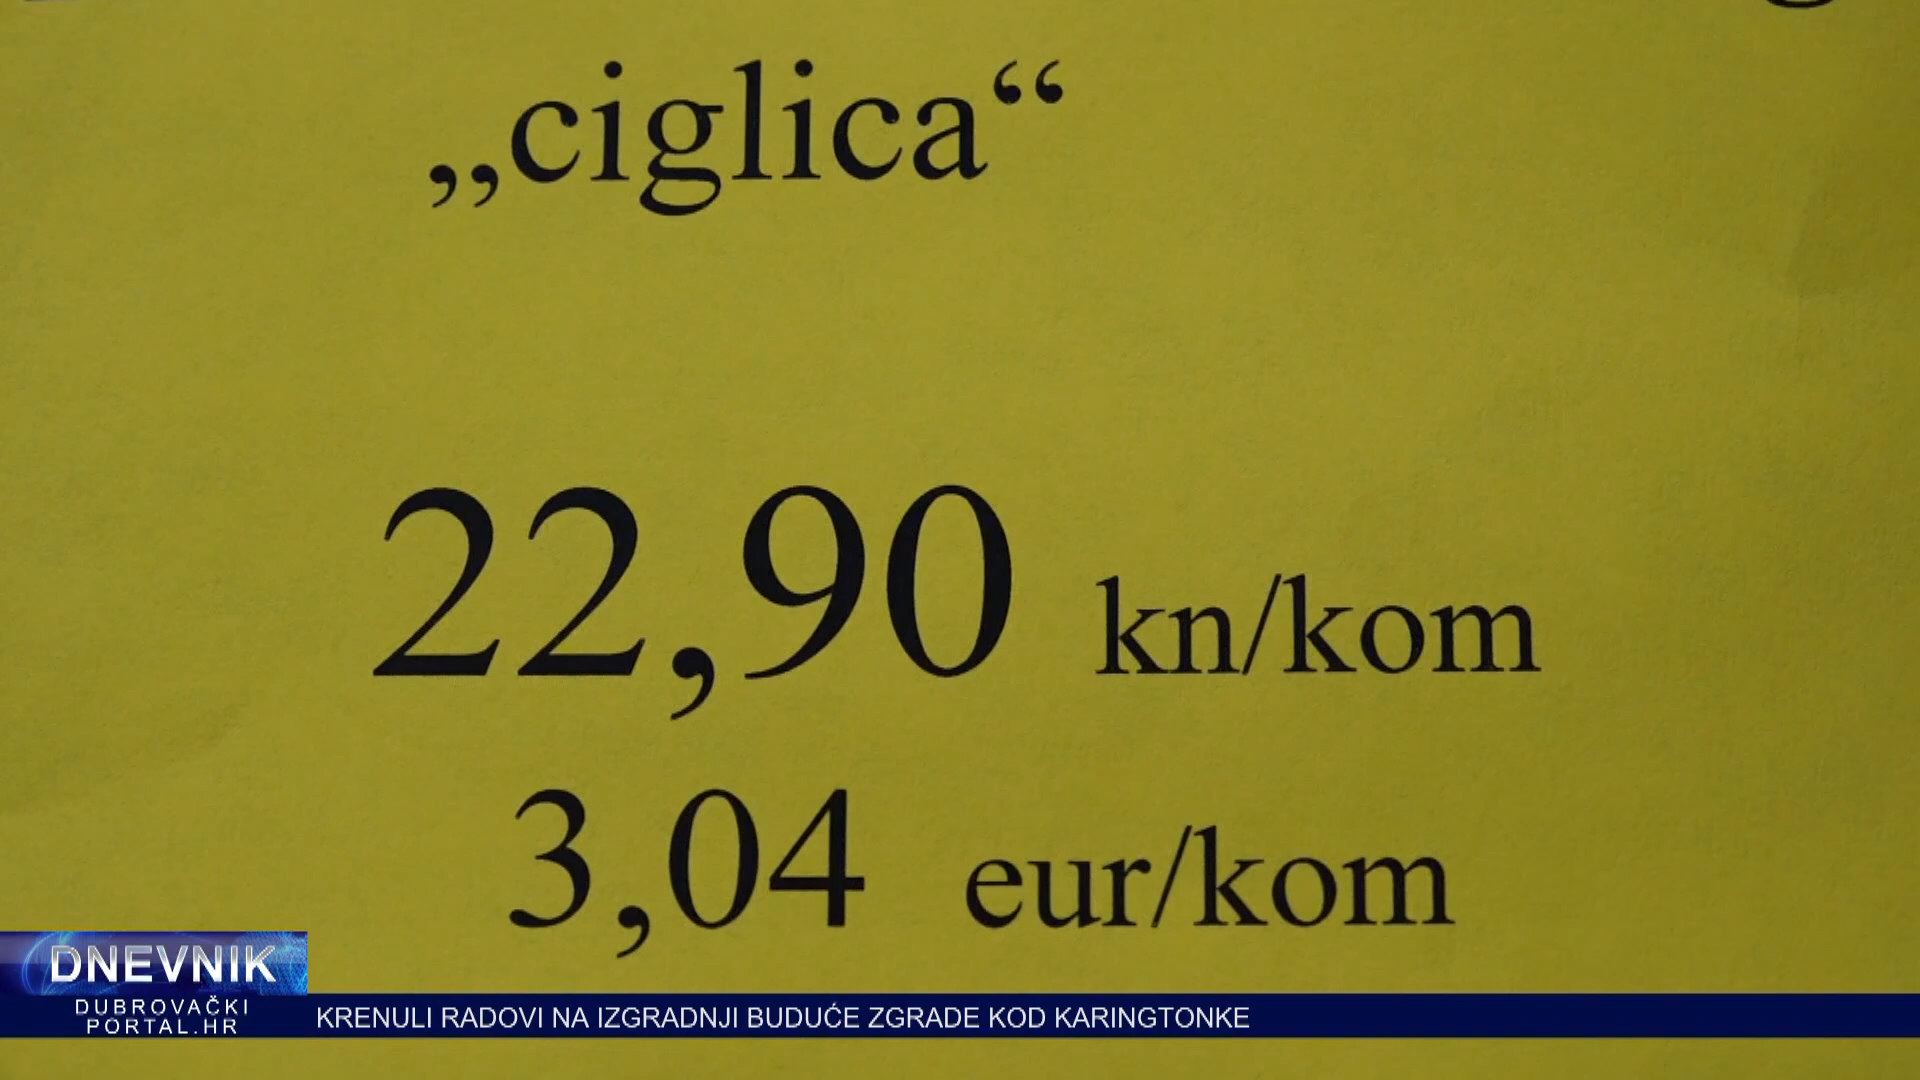 „ciglica“
22,90 kn/kom
3,04 eur/kom
DNEVNIK
DUBROVAČKI
PORTAL.HR
KRENULI RADOVI NA IZGRADNJI BUDUĆE ZGRADE KOD KARINGTONKE